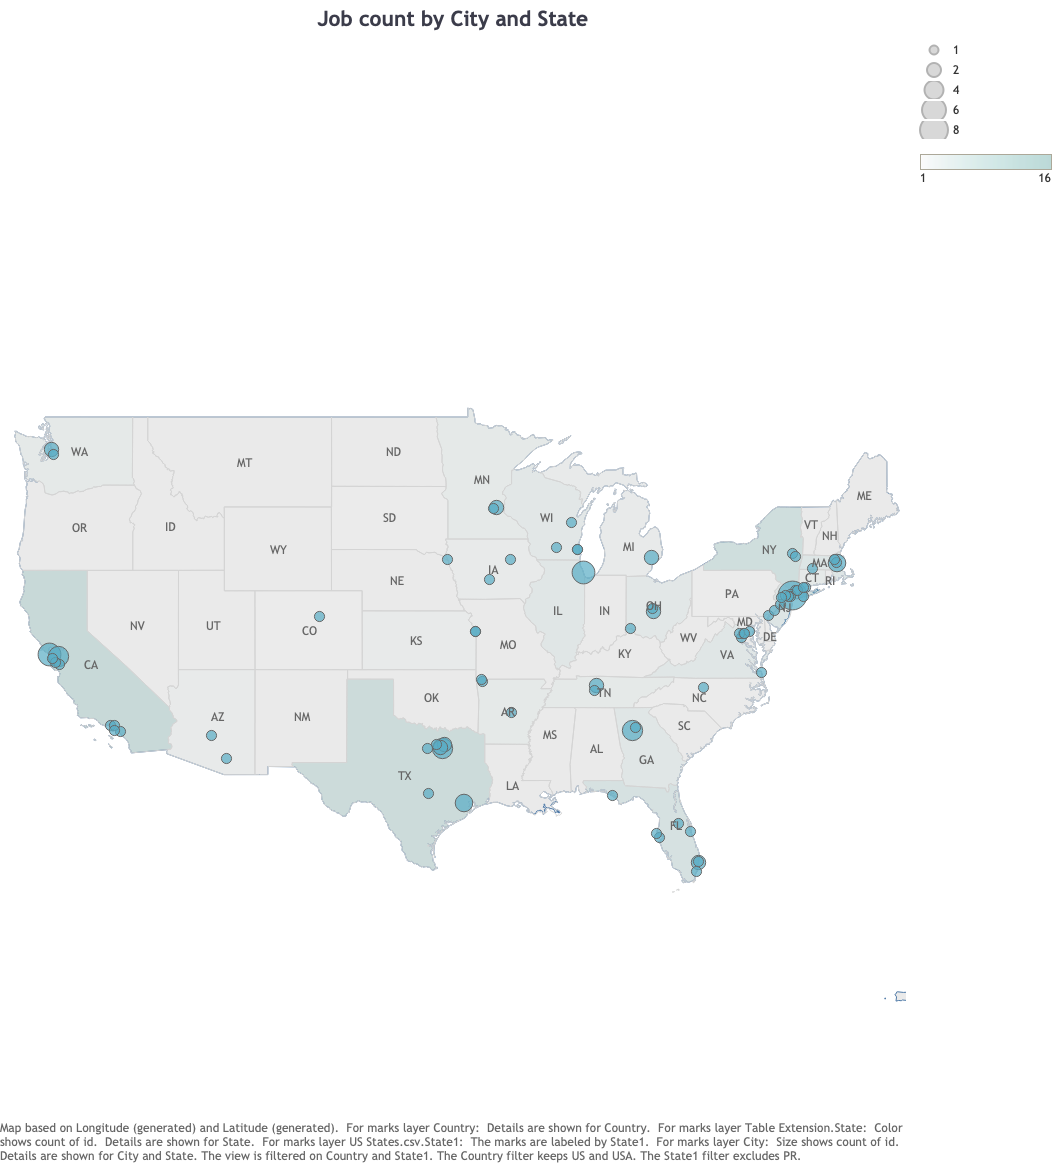 Job count by City and State
1
2
4
6
8
1 16
WA
MT
ND
MN
ME
OR
ID
SD
WI
VT
NH
WY
MI
NY
MA
IA
CT RI
NE
PA
NJ
OH
NV
UT
CO
IL
IN
MD
DE
KS
MO
WV
KY
VA
CA
OK
TN
NC
AZ
NM
AR
SC
MS
AL
GA
TX
LA
FL
Map based on Longitude (generated) and Latitude (generated). For marks layer Country: Details are shown for Country. For marks layer Table Extension.State: Color
shows count of id. Details are shown for State. For marks layer US States.csv.State1: The marks are labeled by State1. For marks layer City: Size shows count of id.
Details are shown for City and State. The view is filtered on Country and State1. The Country filter keeps US and USA. The State1 filter excludes PR.